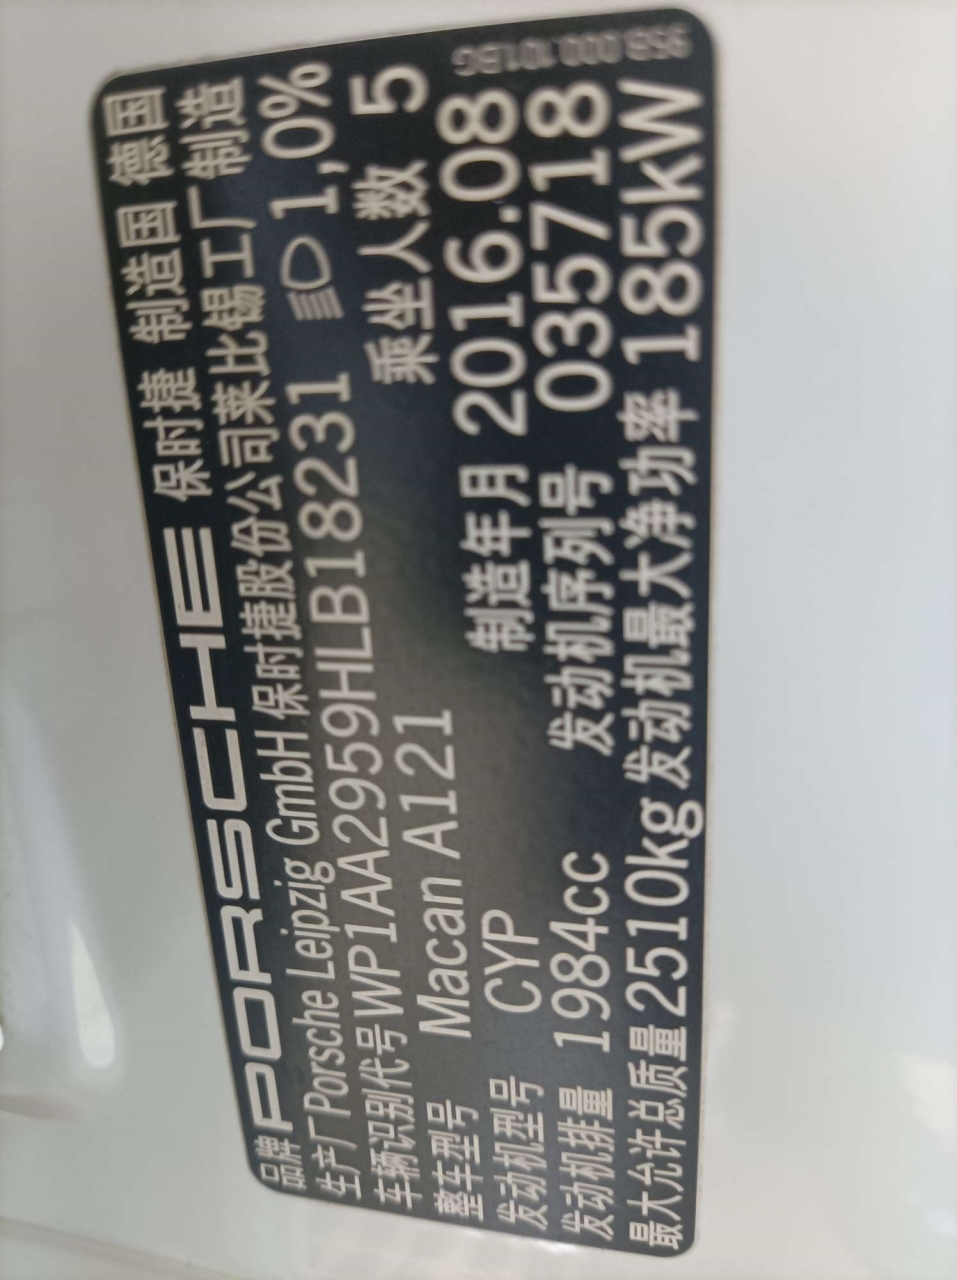 品牌 PORSCHE 保时捷 制造国 德国
生产厂 Porsche Leipzig GmbH 保时捷股份公司莱比锡工厂制造
车辆识别代号 WP1AA2959HLB18231 1,0%
整车型号 Macan A121 乘坐人数 5
发动机型号 CYP 制造年月 2016.08
发动机排量 1984cc 发动机序列号 035718
最大允许总质量 2510kg 发动机最大净功率 185kW